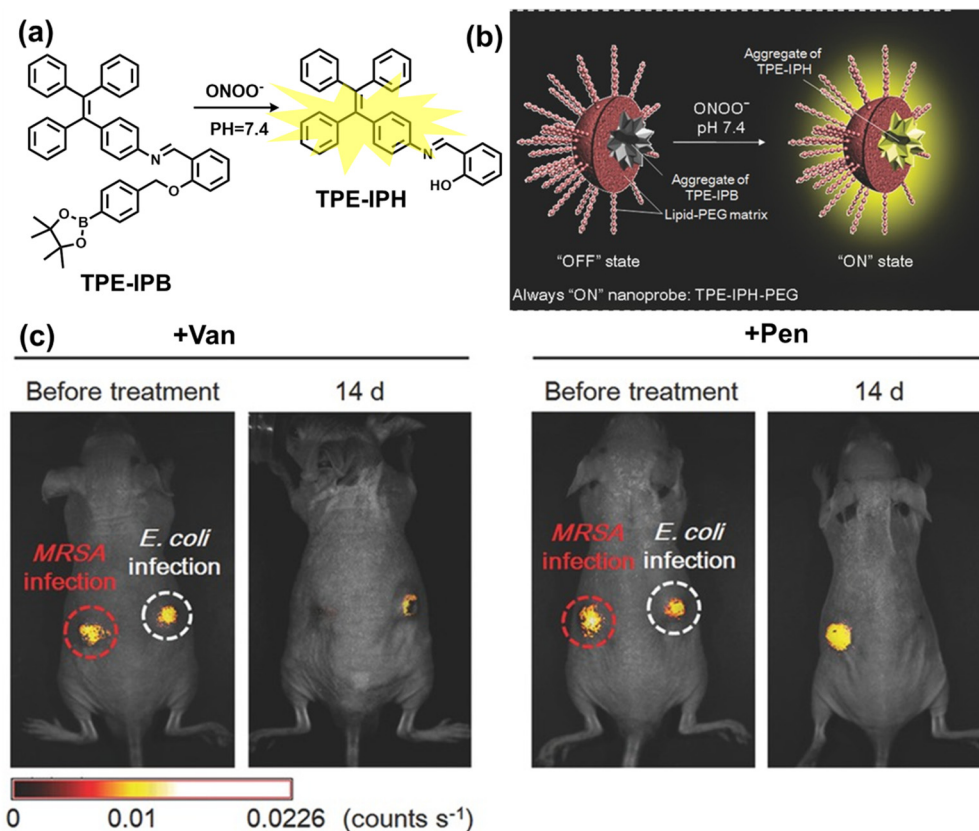 (a)
ONOO⁻
PH=7.4
N
O
O
B
O
TPE-IPB
N
HO
TPE-IPH
(b)
Aggregate of
TPE-IPH
ONOO⁻
pH 7.4
Aggregate of
TPE-IPB
Lipid-PEG matrix
"OFF" state
"ON" state
Always "ON" nanoprobe: TPE-IPH-PEG
(c)
+Van
Before treatment
14 d
MRSA
infection
E. coli
infection
+Pen
Before treatment
14 d
MRSA
infection
E. coli
infection
0
0.01
0.0226
(counts s⁻¹)